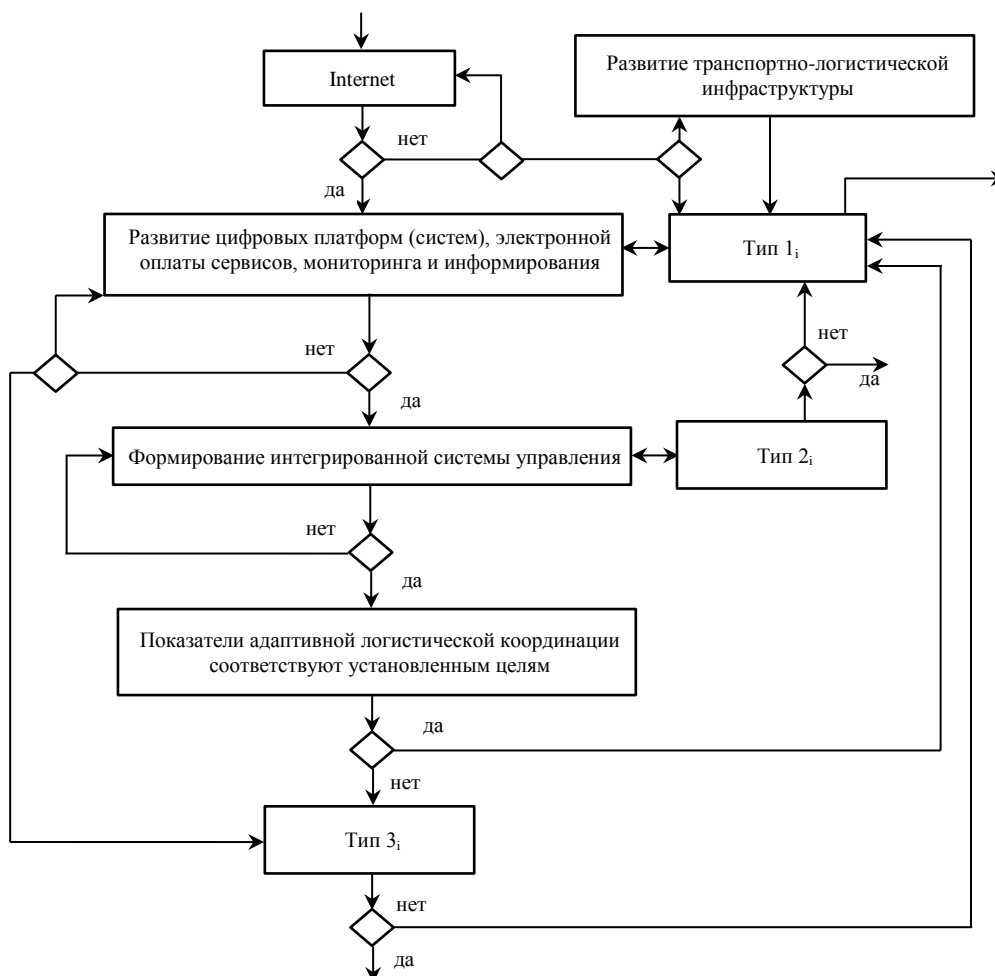 Internet
Развитие транспортно-логистической
инфраструктуры
нет
да
Развитие цифровых платформ (систем), электронной
оплаты сервисов, мониторинга и информирования
Тип 1i
нет
нет
да
да
Формирование интегрированной системы управления
Тип 2i
нет
да
Показатели адаптивной логистической координации
соответствуют установленным целям
да
нет
Тип 3i
нет
да